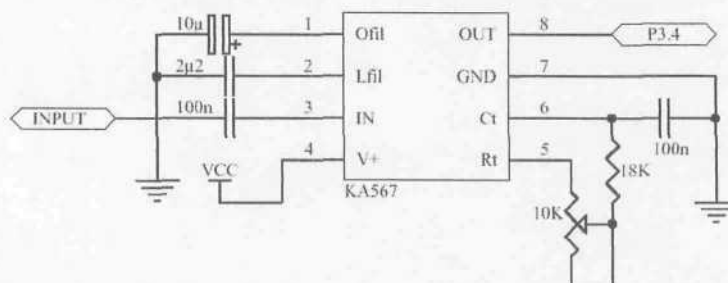 10µ 1 Ofil OUT 8 P3.4
2µ2 2 Lfil GND 7
INPUT 100n 3 IN Ct 6
100n
VCC 4 V+ Rt 5 18K
KA567
10K